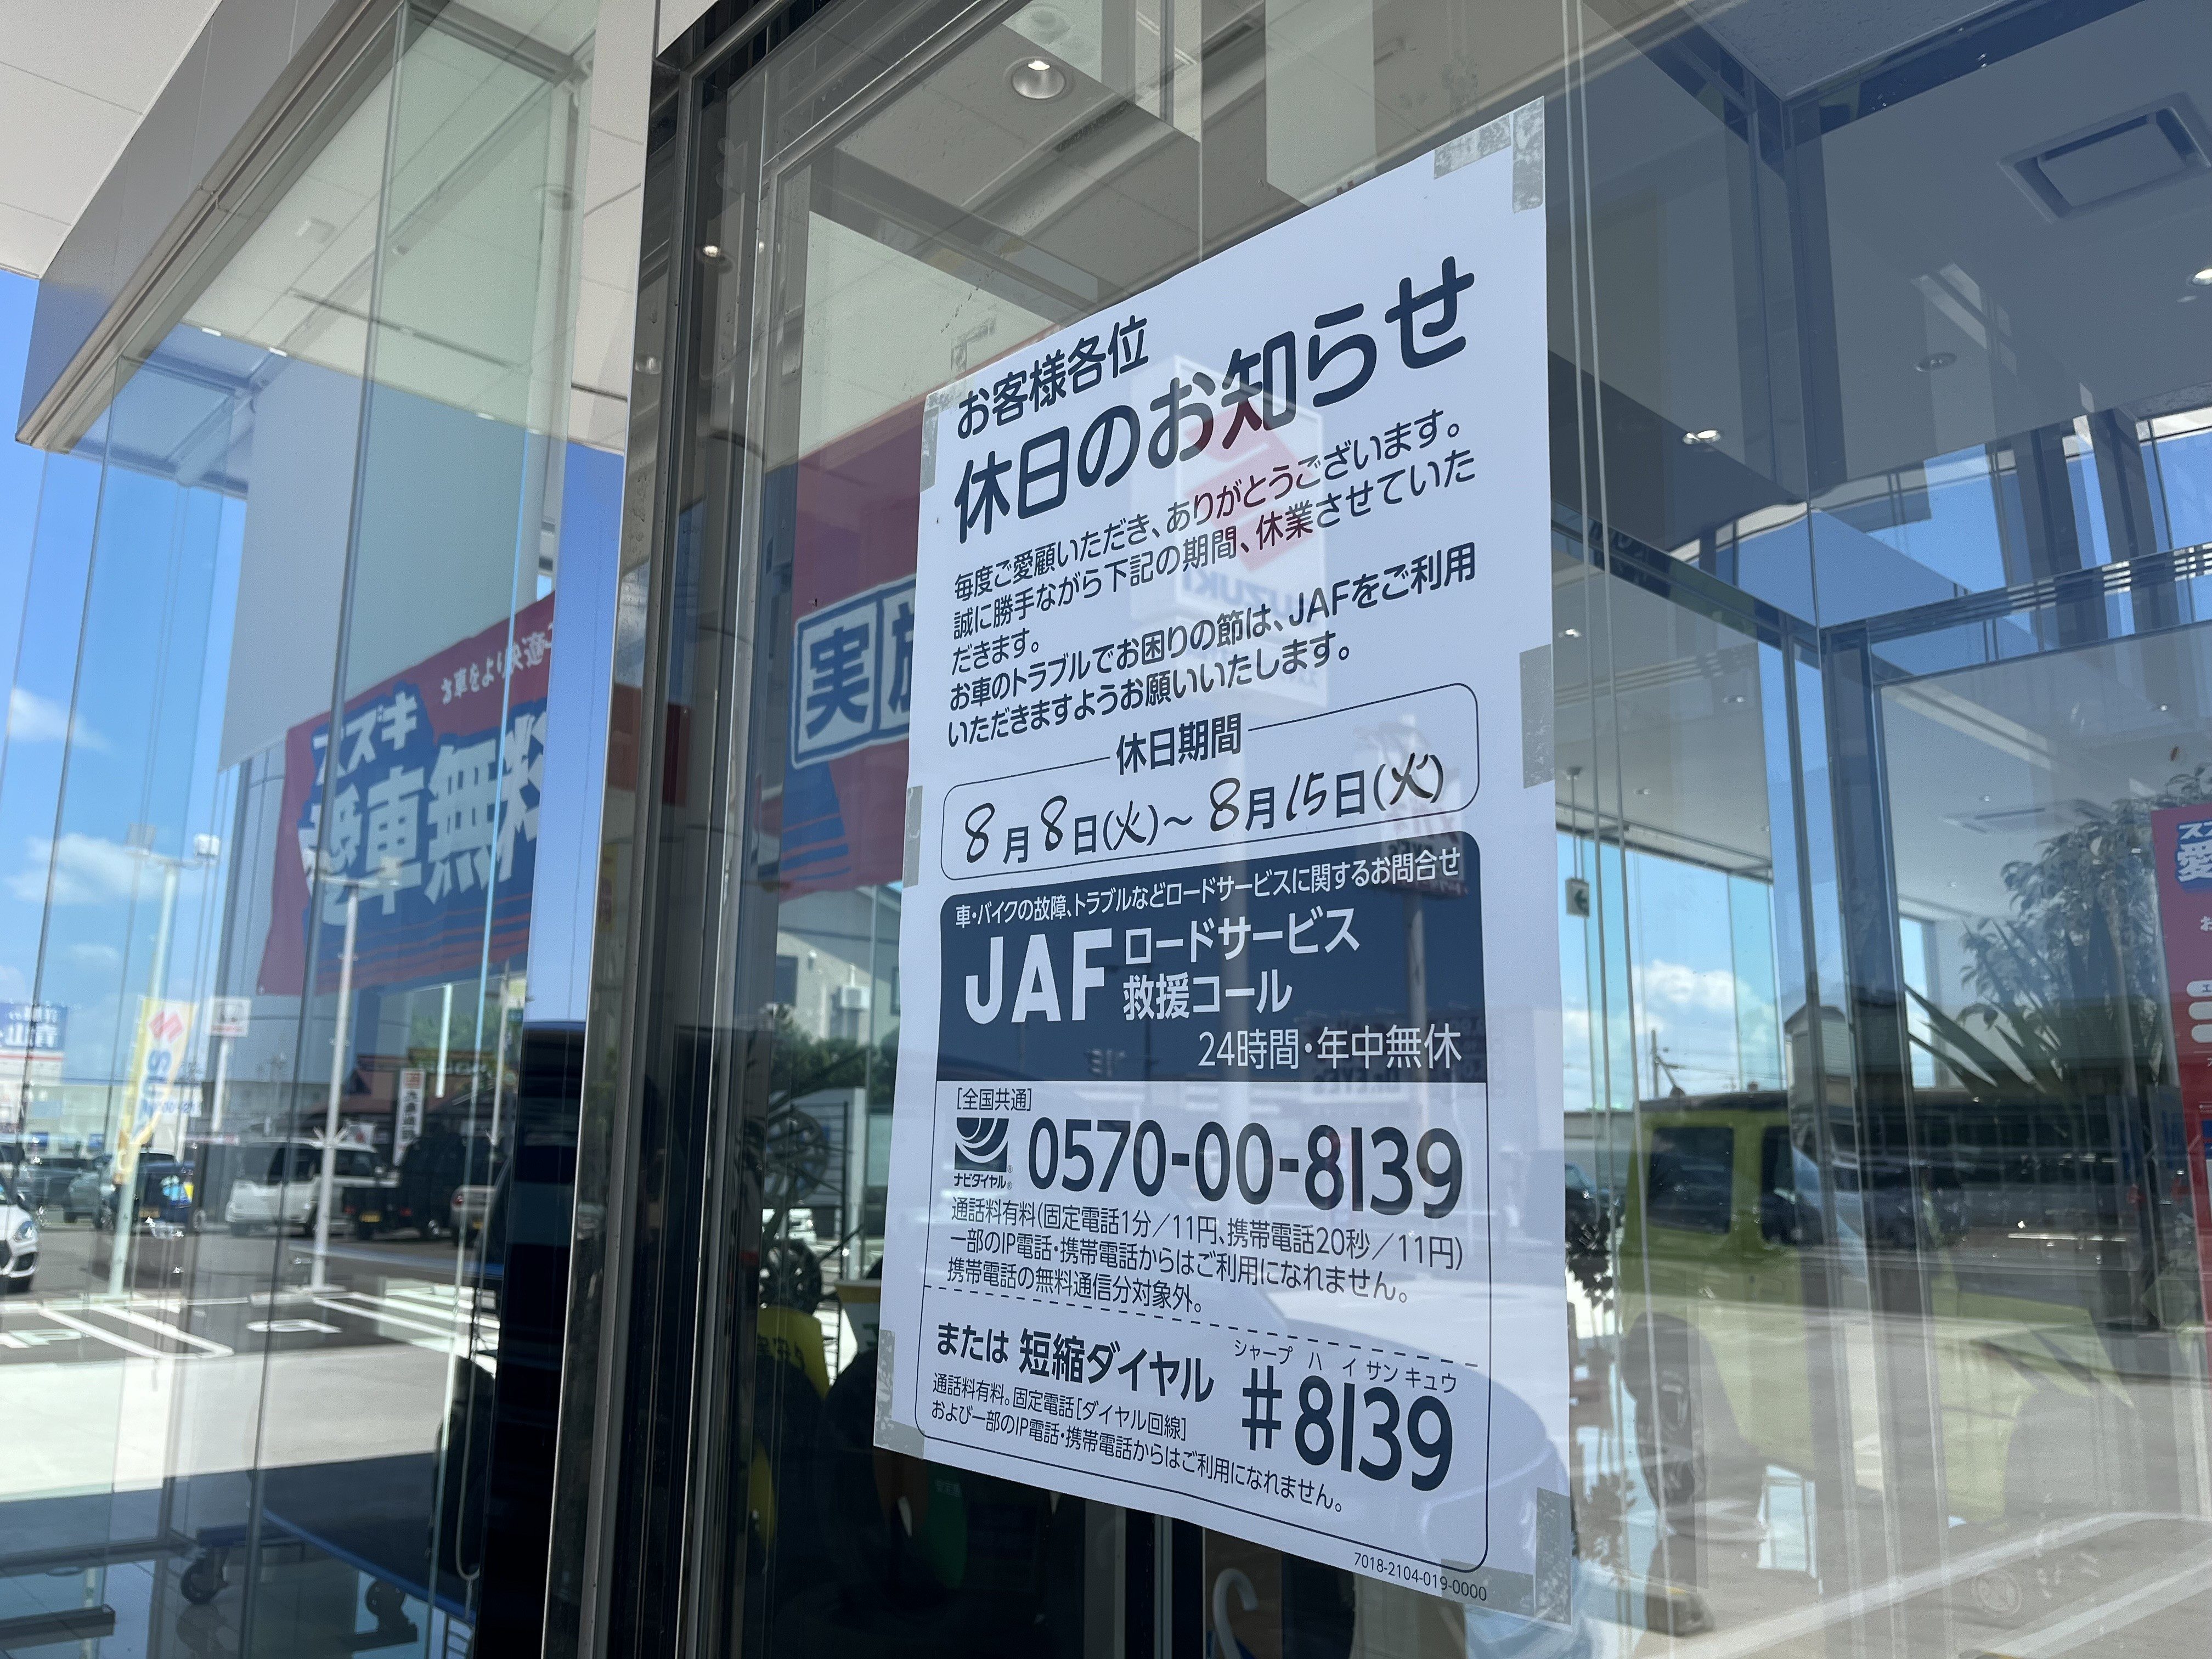 お客様各位
休日のお知らせ
毎度ご愛顧いただき、ありがとうございます。
誠に勝手ながら下記の期間、休業させていた
だきます。
お車のトラブルでお困りの節は、JAFをご利用
いただきますようお願いいたします。
休日期間
8月8日(火)～8月15日(火)
車・バイクの故障、トラブルなどロードサービスに関するお問合せ
JAF ロードサービス
救援コール
24時間・年中無休
[全国共通]
ナビダイヤル® 0570-00-8139
通話料有料(固定電話1分／11円、携帯電話20秒／11円)
一部のIP電話・携帯電話からはご利用になれません。
携帯電話の無料通信分対象外。
シャープ ハ イ サン キュウ
または 短縮ダイヤル #8139
通話料有料。固定電話[ダイヤル回線]
および一部のIP電話・携帯電話からはご利用になれません。
7018-2104-019-0000
スズキ
愛車無料
実施
SUZUKI